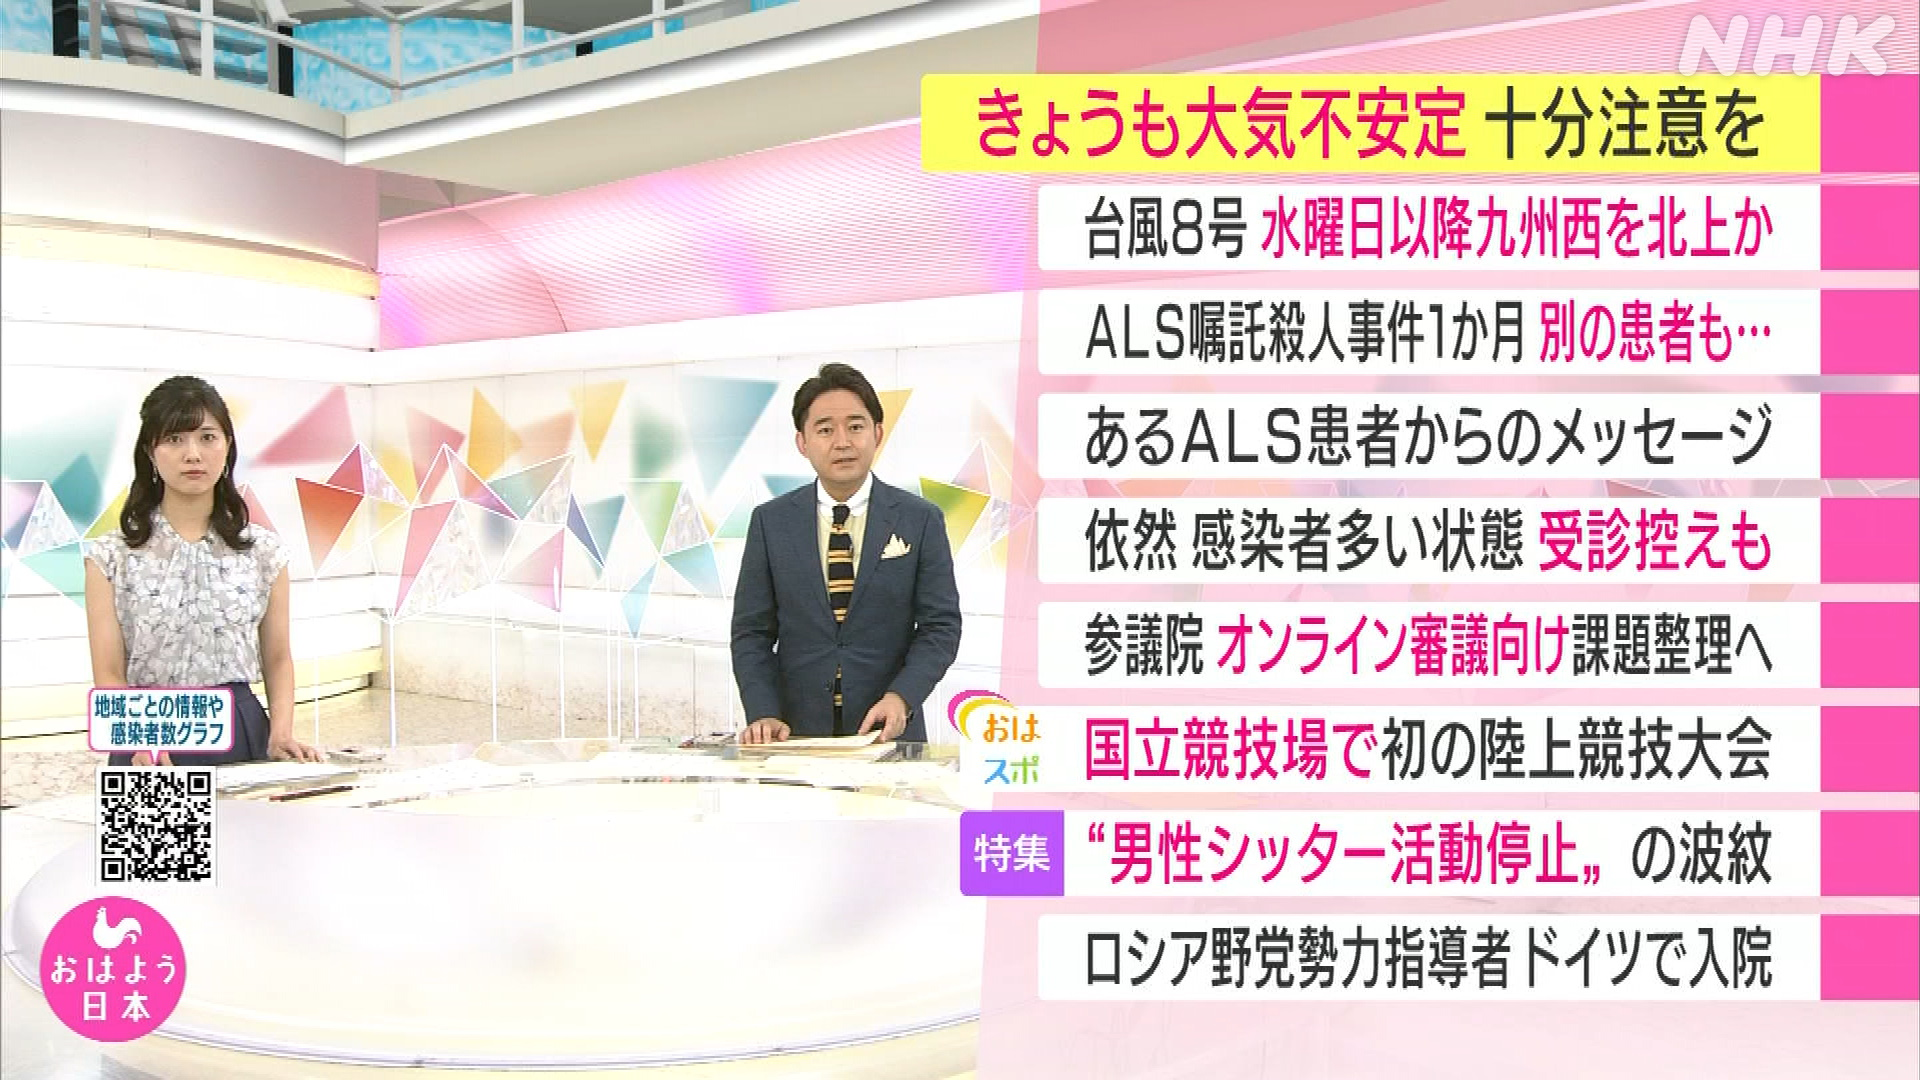 NHK
きょうも大気不安定 十分注意を
台風8号 水曜日以降九州西を北上か
ALS嘱託殺人事件1か月 別の患者も…
あるALS患者からのメッセージ
依然 感染者多い状態 受診控えも
参議院 オンライン審議向け課題整理へ
おは
スポ
国立競技場で初の陸上競技大会
特集
“男性シッター活動停止„ の波紋
ロシア野党勢力指導者 ドイツで入院
地域ごとの情報や
感染者数グラフ
おはよう
日本